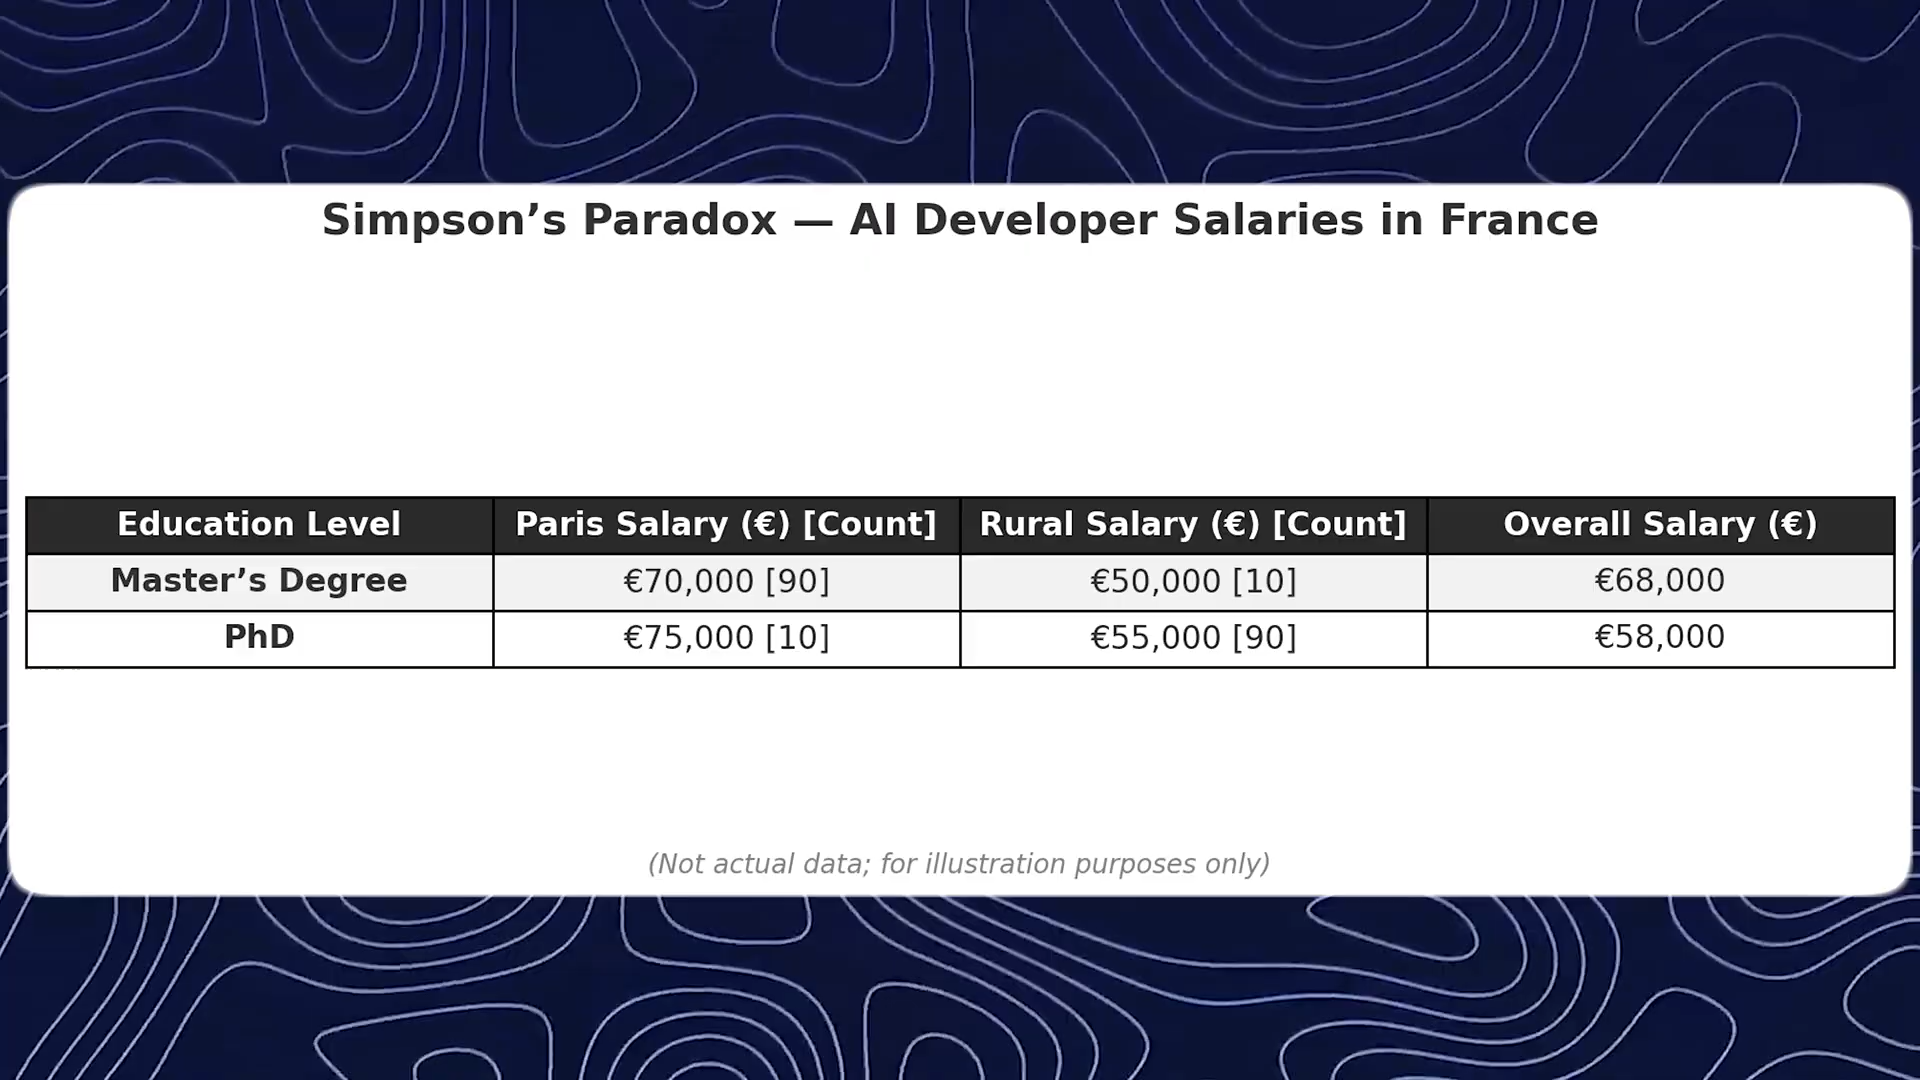 Simpson’s Paradox — AI Developer Salaries in France
Education Level Paris Salary (€) [Count] Rural Salary (€) [Count] Overall Salary (€)
Master’s Degree €70,000 [90] €50,000 [10] €68,000
PhD €75,000 [10] €55,000 [90] €58,000
(Not actual data; for illustration purposes only)